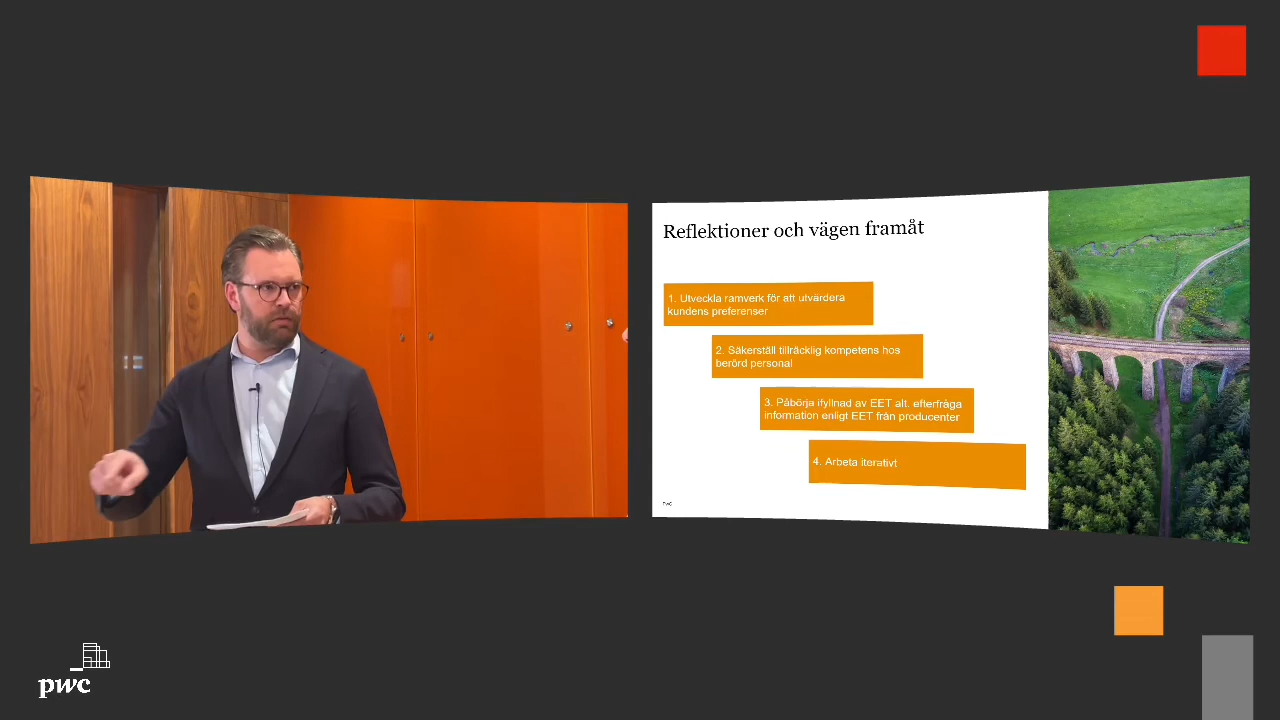 Reflektioner och vägen framåt
1. Utveckla ramverk för att utvärdera
kundens preferenser
2. Säkerställ tillräcklig kompetens hos
berörd personal
3. Påbörja ifyllnad av EET alt. efterfråga
information enligt EET från producenter
4. Arbeta iterativt
PwC
pwc